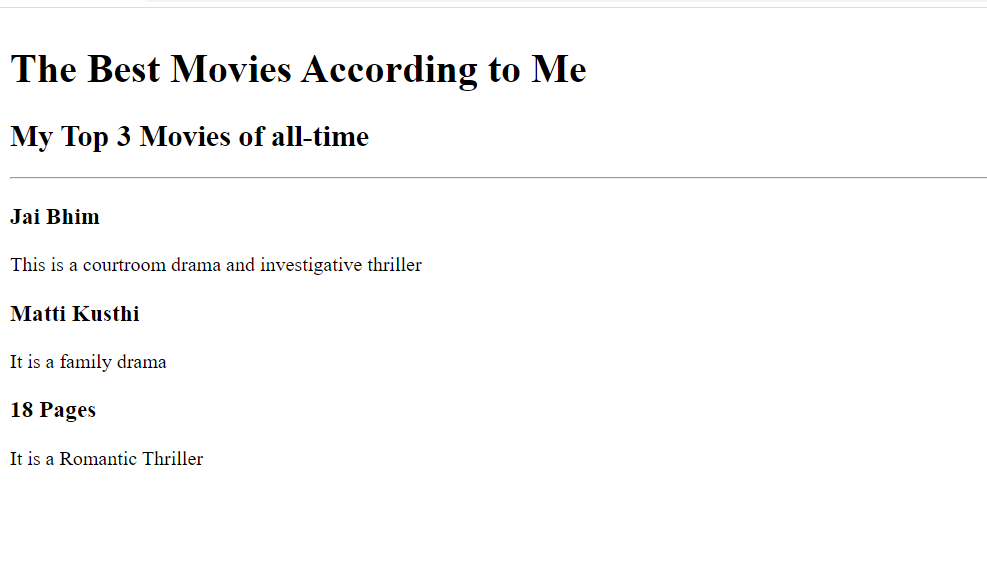 The Best Movies According to Me
My Top 3 Movies of all-time
Jai Bhim
This is a courtroom drama and investigative thriller
Matti Kusthi
It is a family drama
18 Pages
It is a Romantic Thriller